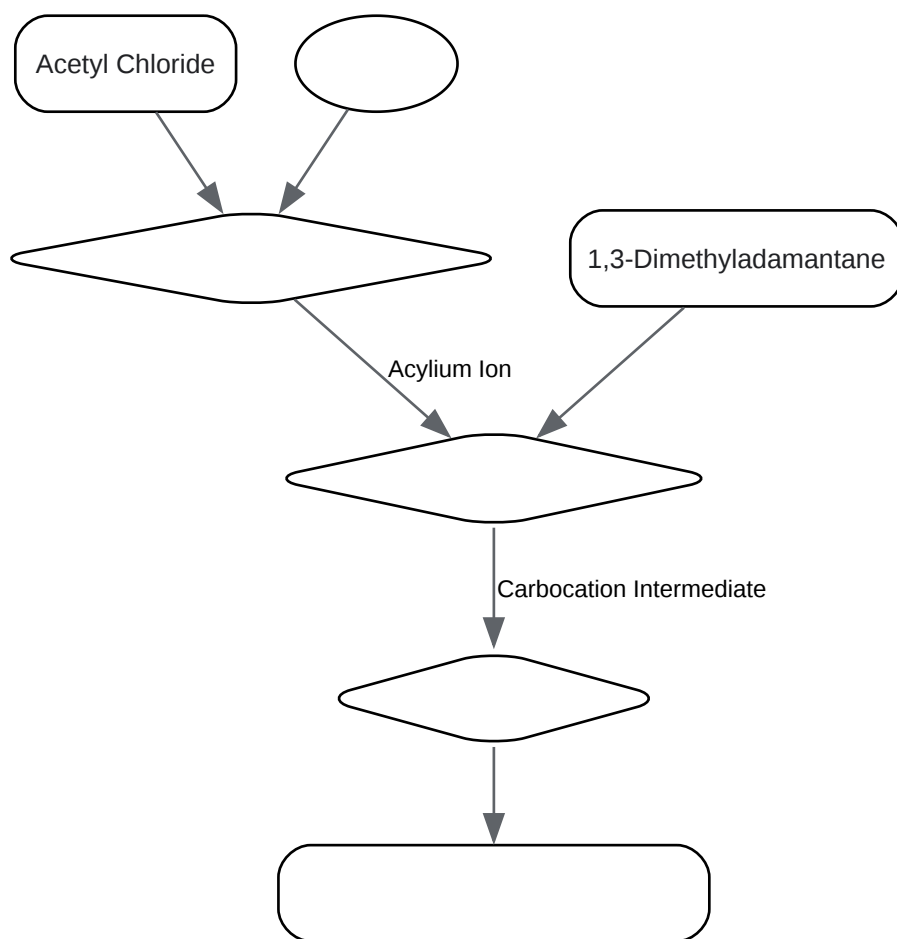 Acetyl Chloride
1,3-Dimethyladamantane
Acylium Ion
Carbocation Intermediate